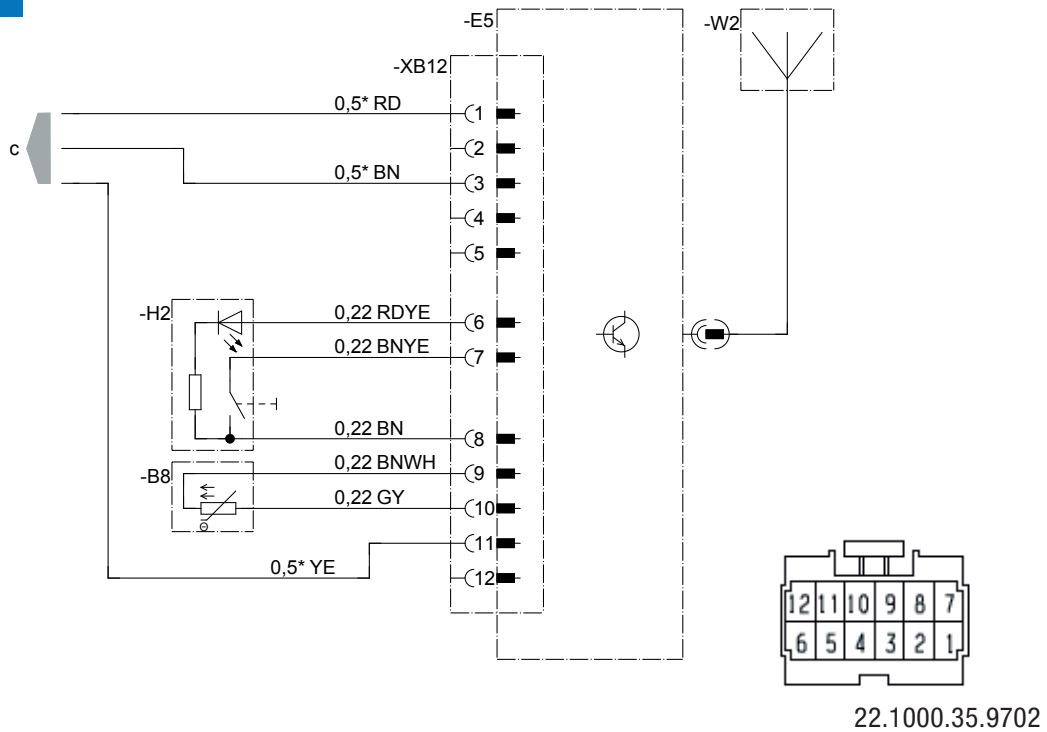 -E5
-W2
-XB12
0,5* RD
1
c
2
0,5* BN
3
4
5
-H2
0,22 RDYE
6
0,22 BNYE
7
0,22 BN
8
0,22 BNWH
9
-B8
0,22 GY
10
11
0,5* YE
12
12 11 10 9 8 7
6 5 4 3 2 1
22.1000.35.9702